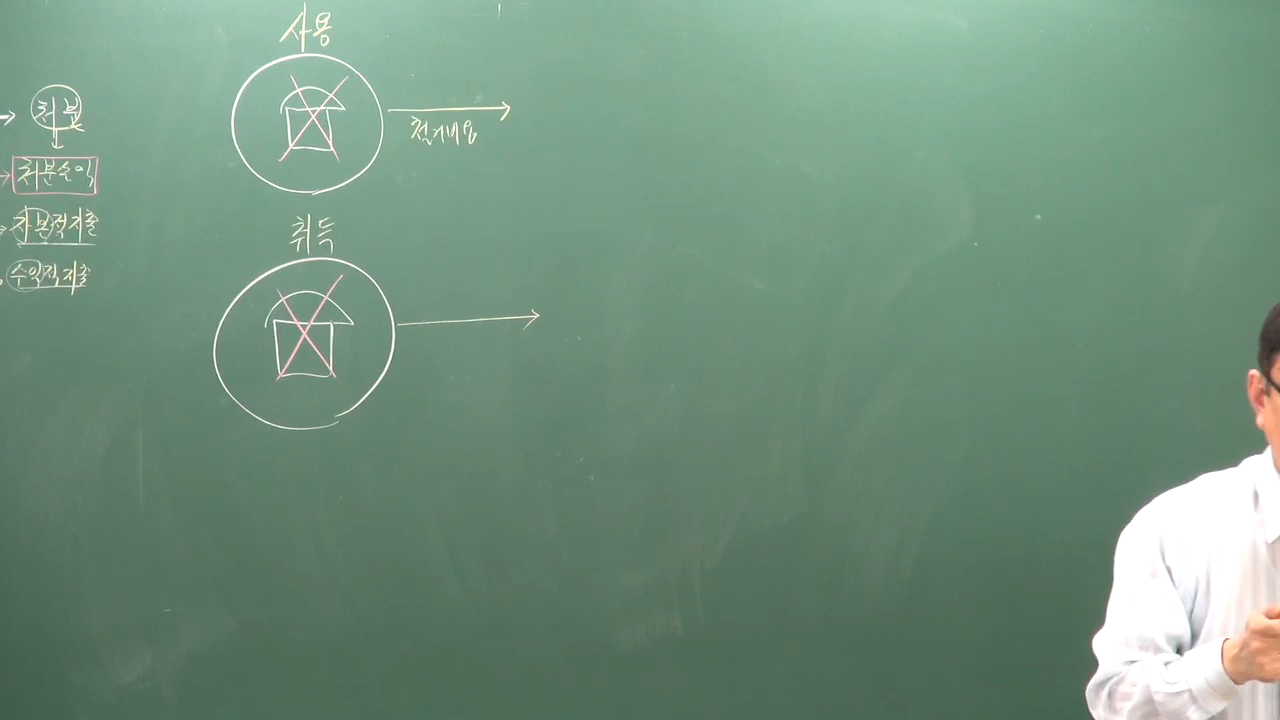 처분
처분손익
자본적지출
수익적지출
사용
철거비용
취득